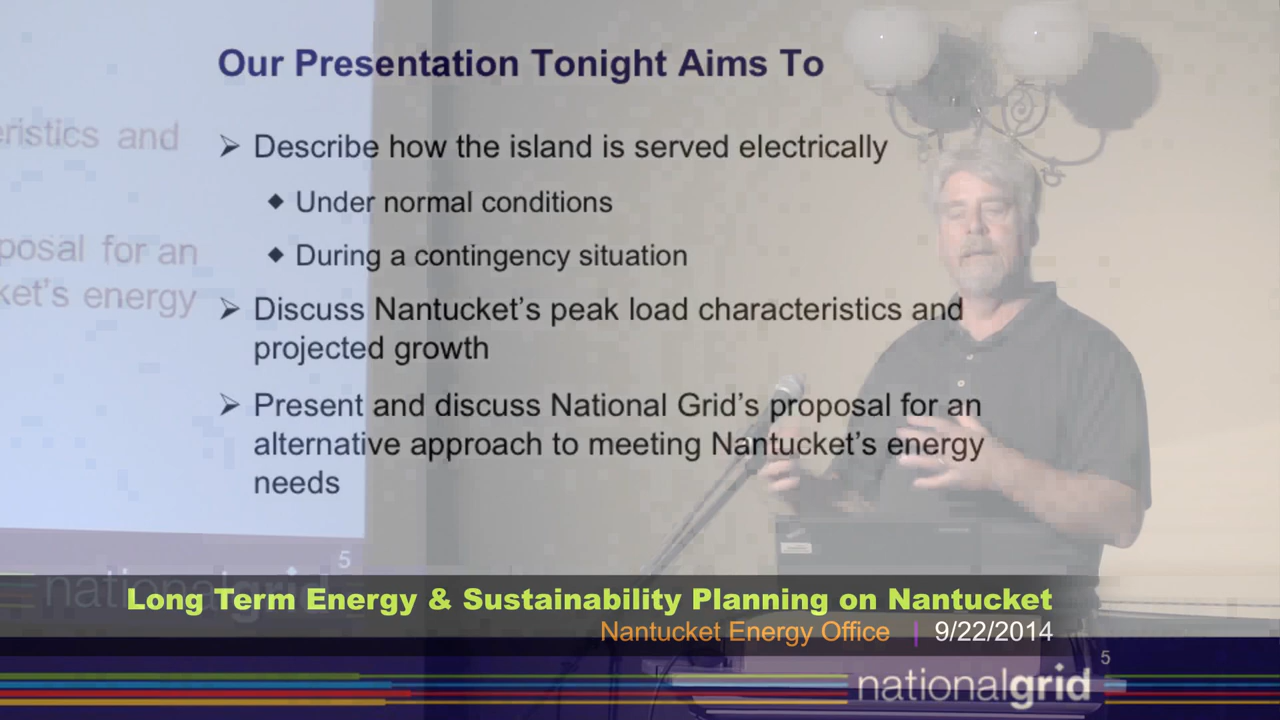 Our Presentation Tonight Aims To
eristics and
Describe how the island is served electrically
Under normal conditions
posal for an
During a contingency situation
ket's energy
Discuss Nantucket's peak load characteristics and
projected growth
Present and discuss National Grid's proposal for an
alternative approach to meeting Nantucket's energy
needs
5
nationalgrid
Long Term Energy & Sustainability Planning on Nantucket
Nantucket Energy Office | 9/22/2014
5
nationalgrid